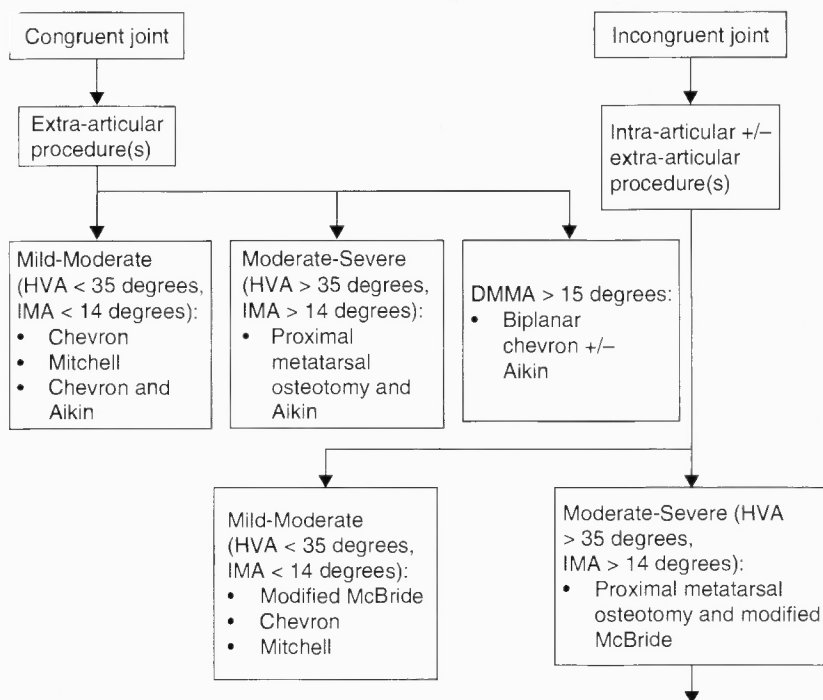 Congruent joint
Incongruent joint
Extra-articular
procedure(s)
Intra-articular +/–
extra-articular
procedure(s)
Mild-Moderate
(HVA < 35 degrees,
IMA < 14 degrees):
• Chevron
• Mitchell
• Chevron and
Aikin
Moderate-Severe
(HVA > 35 degrees,
IMA > 14 degrees):
• Proximal
metatarsal
osteotomy and
Aikin
DMMA > 15 degrees:
• Biplanar
chevron +/–
Aikin
Mild-Moderate
(HVA < 35 degrees,
IMA < 14 degrees):
• Modified McBride
• Chevron
• Mitchell
Moderate-Severe (HVA
> 35 degrees,
IMA > 14 degrees):
• Proximal metatarsal
osteotomy and modified
McBride